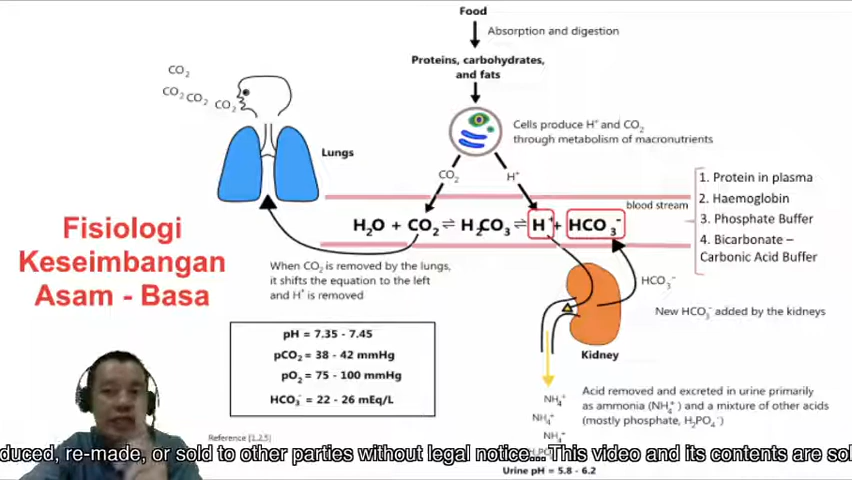 Food
Absorption and digestion
Proteins, carbohydrates,
and fats
CO2
CO2 CO2 CO2
Lungs
Cells produce H+ and CO2
through metabolism of macronutrients
CO2
H+
1. Protein in plasma
2. Haemoglobin
3. Phosphate Buffer
4. Bicarbonate –
Carbonic Acid Buffer
blood stream
H2O + CO2 ⇌ H2CO3 ⇌ H+ + HCO3-
Fisiologi
Keseimbangan
Asam - Basa
When CO2 is removed by the lungs,
it shifts the equation to the left
and H+ is removed
HCO3-
New HCO3- added by the kidneys
Kidney
pH = 7.35 - 7.45
pCO2 = 38 - 42 mmHg
pO2 = 75 - 100 mmHg
HCO3- = 22 - 26 mEq/L
NH4+
NH4+
NH4+
Acid removed and excreted in urine primarily
as ammonia (NH4+) and a mixture of other acids
(mostly phosphate, H2PO4-)
Reference [1,2,5]
duced, re-made, or sold to other parties without legal notice... This video and its contents are sol
Urine pH = 5.8 - 6.2